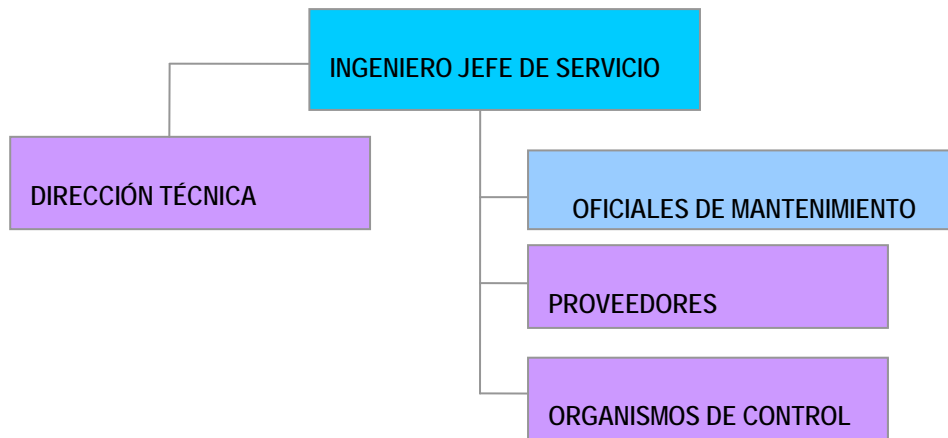 INGENIERO JEFE DE SERVICIO
DIRECCIÓN TÉCNICA
OFICIALES DE MANTENIMIENTO
PROVEEDORES
ORGANISMOS DE CONTROL